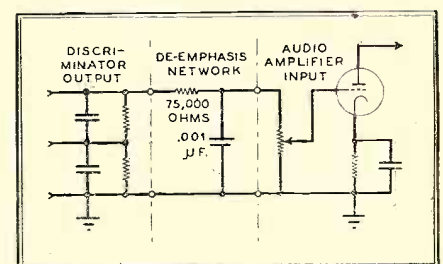 DISCRI-
MINATOR
OUTPUT
DE-EMPHASIS
NETWORK
75,000
OHMS
.001
μF.
AUDIO
AMPLIFIER
INPUT